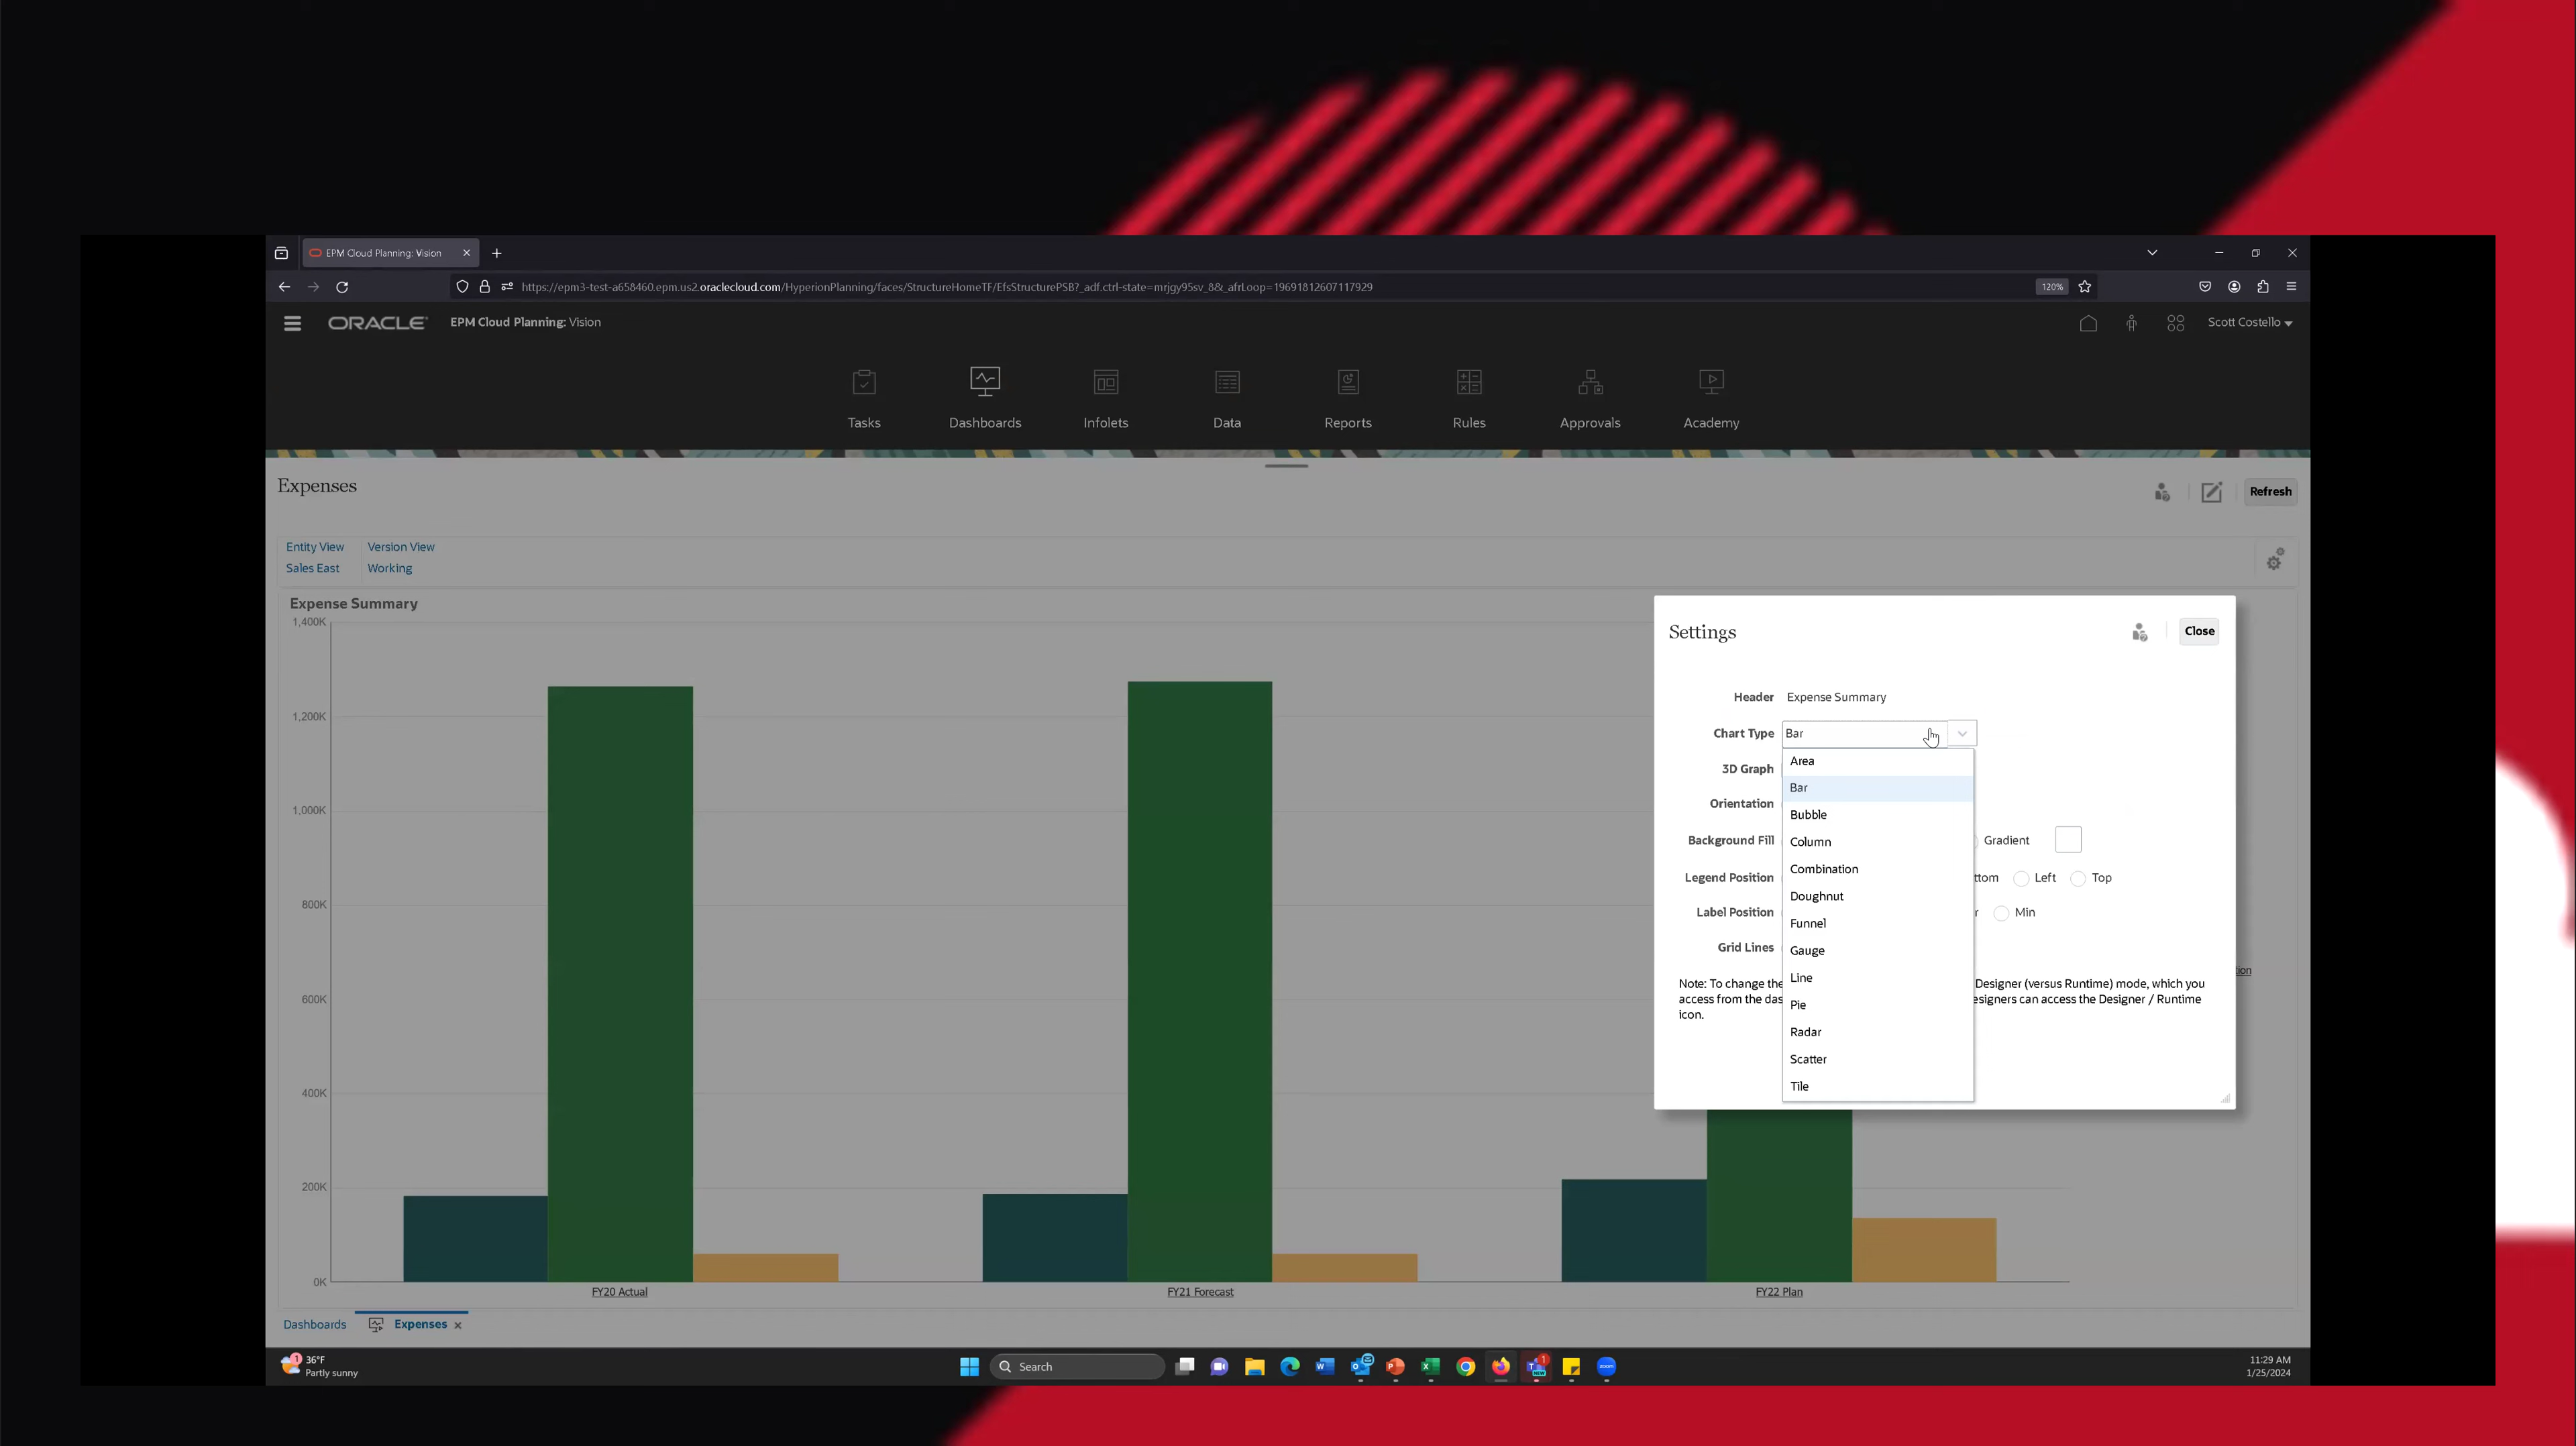 EPM Cloud Planning: Vision
https://epm3-test-a658460.epm.us2.oraclecloud.com/HyperionPlanning/faces/StructureHomeTF/EfsStructurePSB?_adf.ctrl-state=mrjgy95sv_8&_afrLoop=19691812607117929
120%
ORACLE
EPM Cloud Planning: Vision
Scott Costello
Tasks
Dashboards
Infolets
Data
Reports
Rules
Approvals
Academy
Expenses
Refresh
Entity View
Version View
Sales East
Working
Expense Summary
1,400K
1,200K
1,000K
800K
600K
400K
200K
0K
FY20 Actual
FY21 Forecast
FY22 Plan
Settings
Close
Header Expense Summary
Chart Type Bar
3D Graph
Orientation
Background Fill
Gradient
Legend Position
ttom Left Top
Label Position
r Min
Grid Lines
Area
Bar
Bubble
Column
Combination
Doughnut
Funnel
Gauge
Line
Pie
Radar
Scatter
Tile
tion
Note: To change the Designer (versus Runtime) mode, which you
access from the das esigners can access the Designer / Runtime
icon.
Dashboards
Expenses
1
36°F
Partly sunny
Search
1
NEW
zoom
11:29 AM
1/25/2024